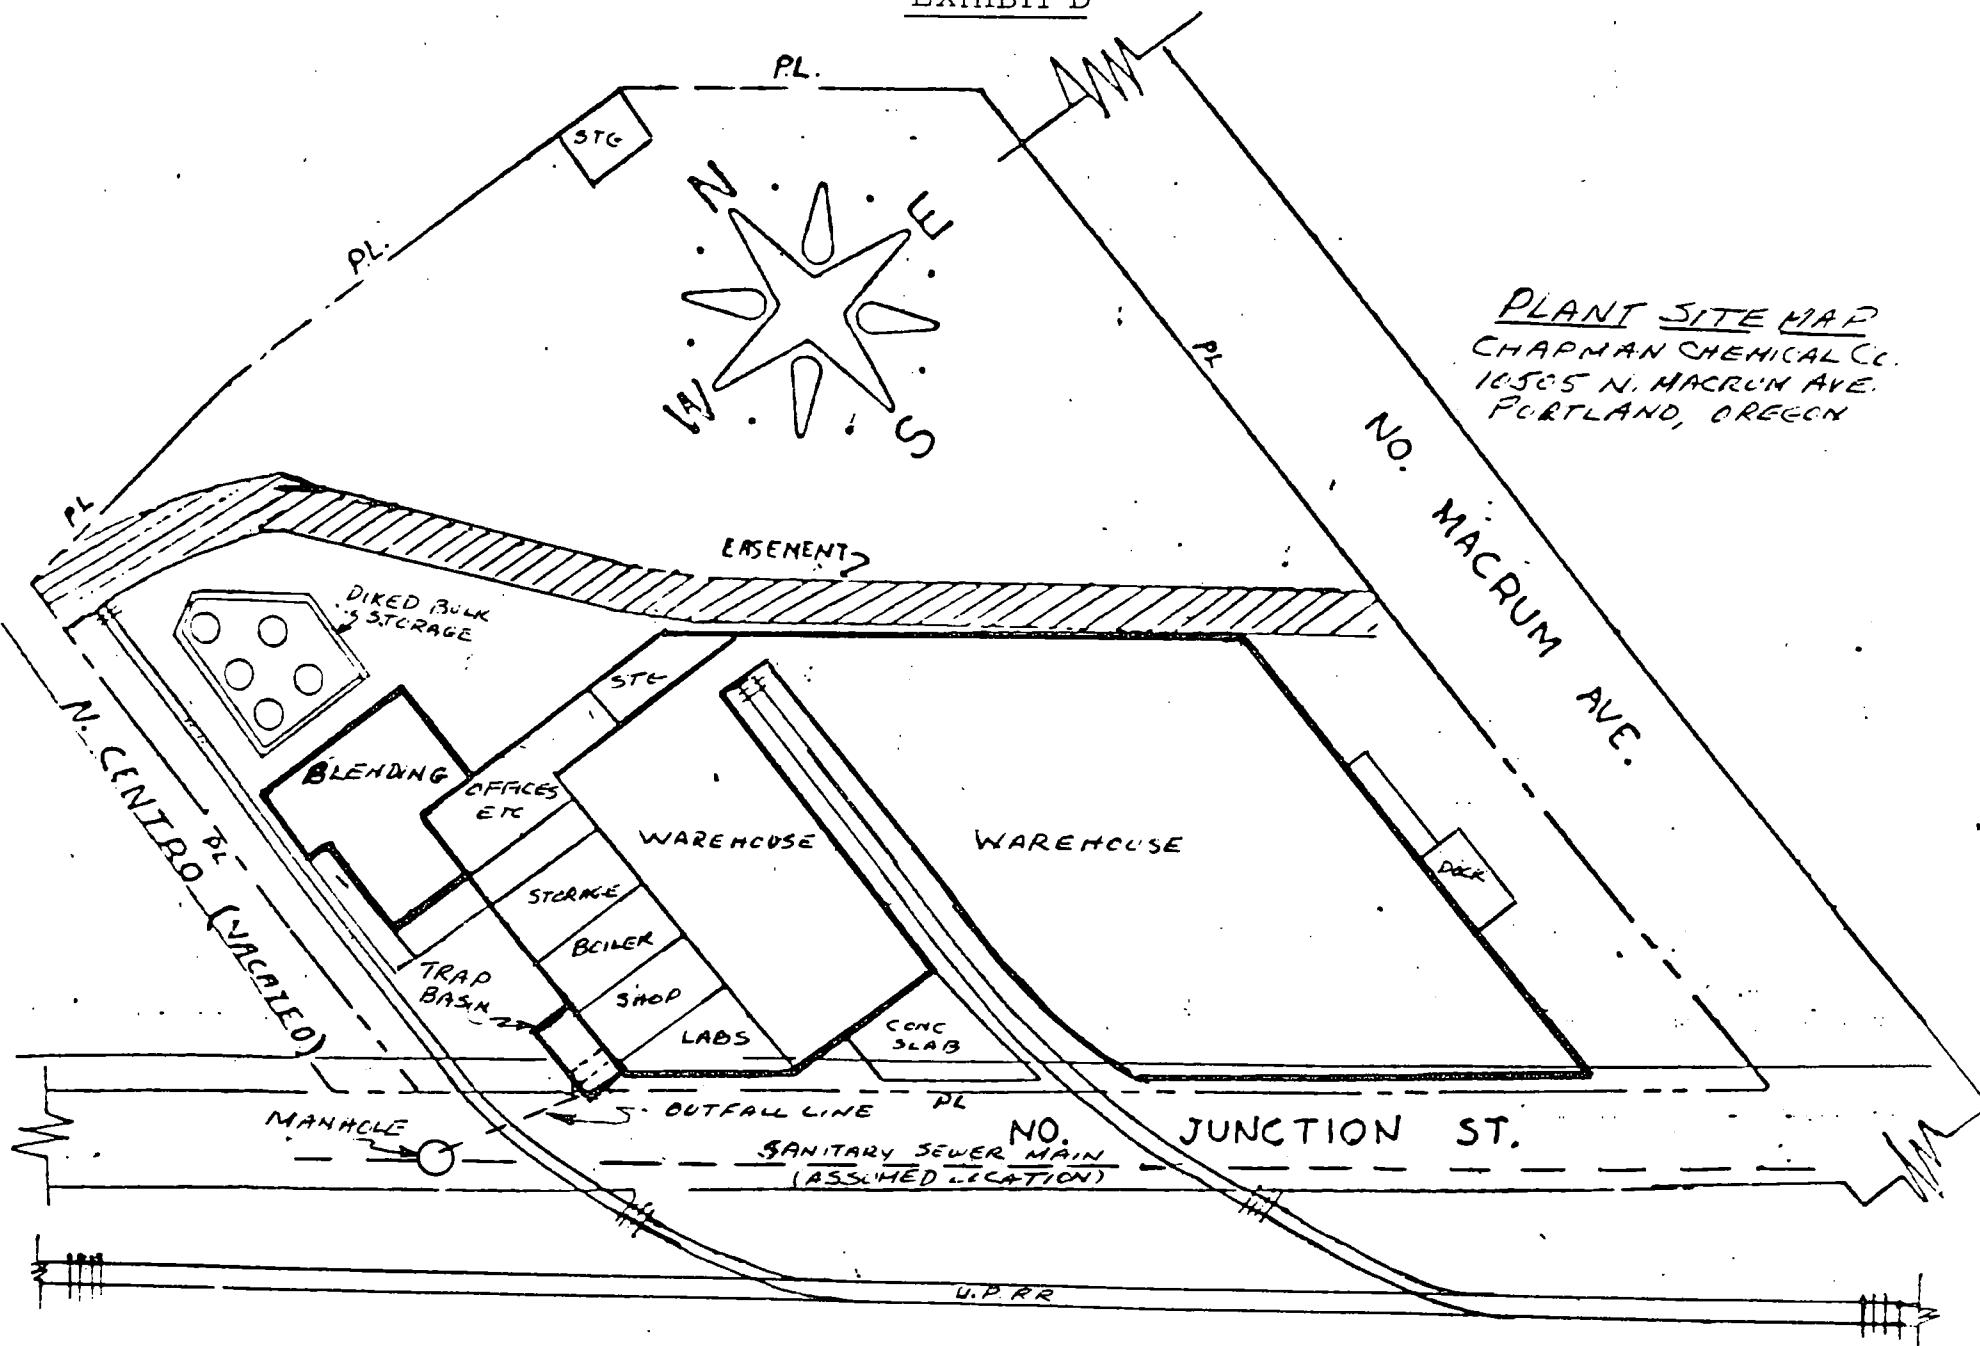 EXHIBIT D
P.L.
STG
N
E
P.L.
W
S
PL
PLANT SITE MAP
CHAPMAN CHEMICAL CO.
10505 N. MACRUM AVE.
PORTLAND, OREGON
NO. MACRUM AVE.
PL
EASEMENT
DIKED BULK
STORAGE
STG
N. CENTRO (VACATED)
PL
BLENDING
OFFICES
ETC
WAREHOUSE
WAREHOUSE
DOCK
STORAGE
BOILER
SHOP
LABS
TRAP
BASIN
CONC
SLAB
MANHOLE
OUTFALL LINE
PL
NO. JUNCTION ST.
SANITARY SEWER MAIN
(ASSUMED LOCATION)
U.P. RR